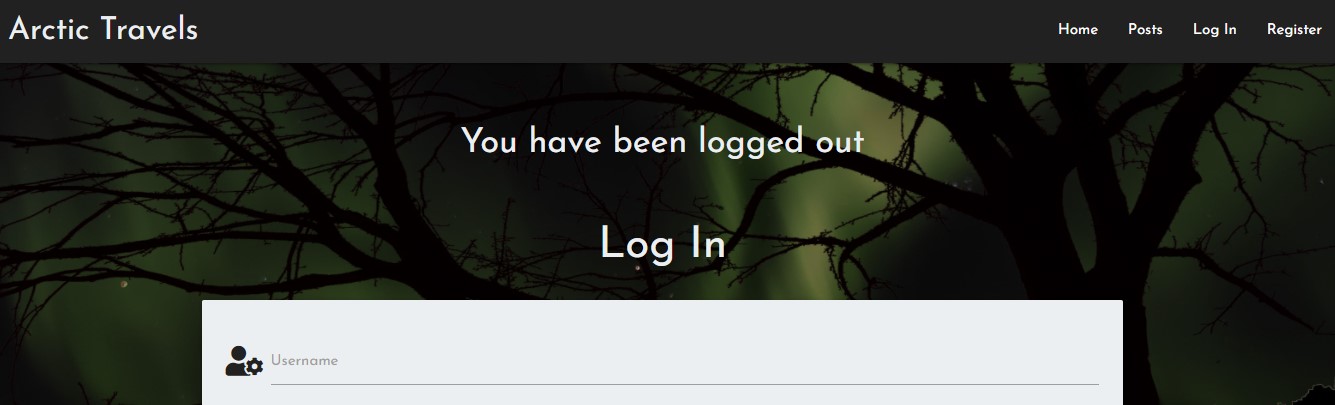 Arctic Travels
Home Posts Log In Register
You have been logged out
Log In
Username